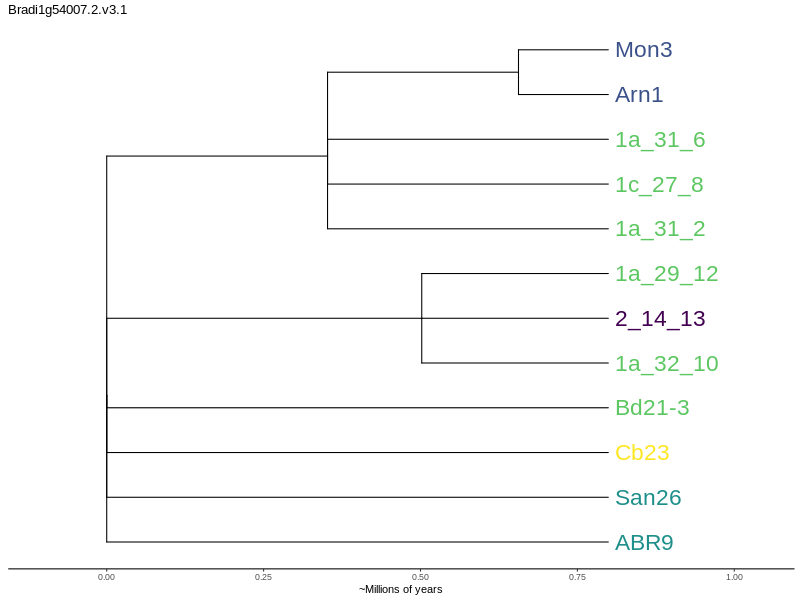 Bradi1g54007.2.v3.1
Mon3
Arn1
1a_31_6
1c_27_8
1a_31_2
1a_29_12
2_14_13
1a_32_10
Bd21-3
Cb23
San26
ABR9
0.00 0.25 0.50 0.75 1.00
~Millions of years